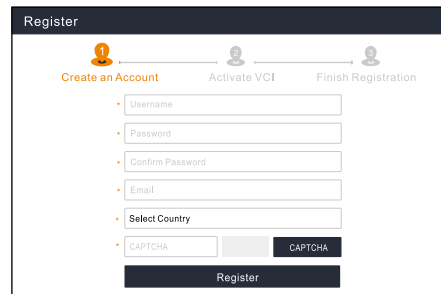 Register
1 2 3
Create an Account Activate VCI Finish Registration
* Username
* Password
* Confirm Password
* Email
* Select Country
* CAPTCHA CAPTCHA
Register